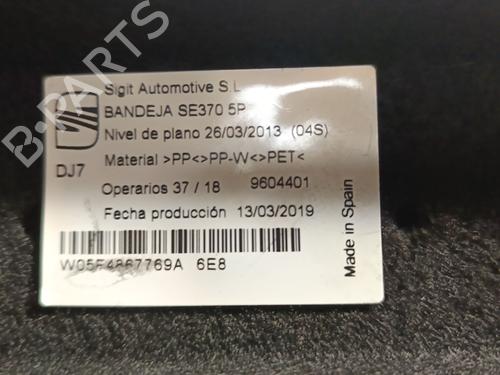 Sigit Automotive S.L
BANDEJA SE370 5P
Nivel de plano 26/03/2013 (04S)
DJ7
Material >PP<>PP-W<>PET<
Operarios 37 / 18 9604401
Fecha producción 13/03/2019
W05F4867769A 6E8
Made in Spain
B-PARTS